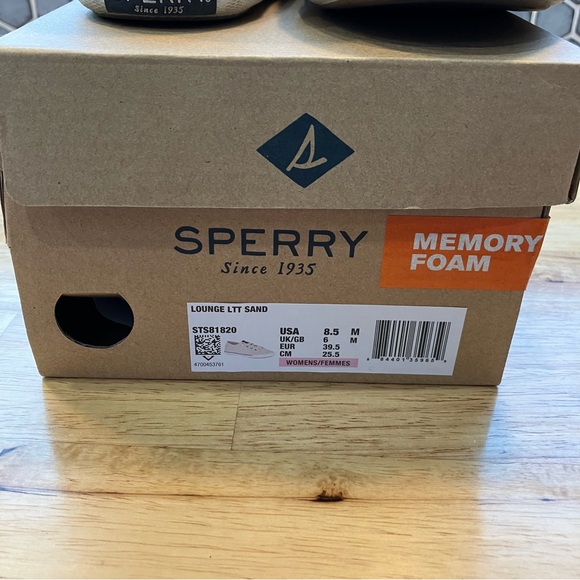 Since 1935
SPERRY
Since 1935
MEMORY
FOAM
LOUNGE LTT SAND
STS81820
USA 8.5 M
UK/GB 6 M
EUR 39.5
CM 25.5
WOMENS/FEMMES
4700453761